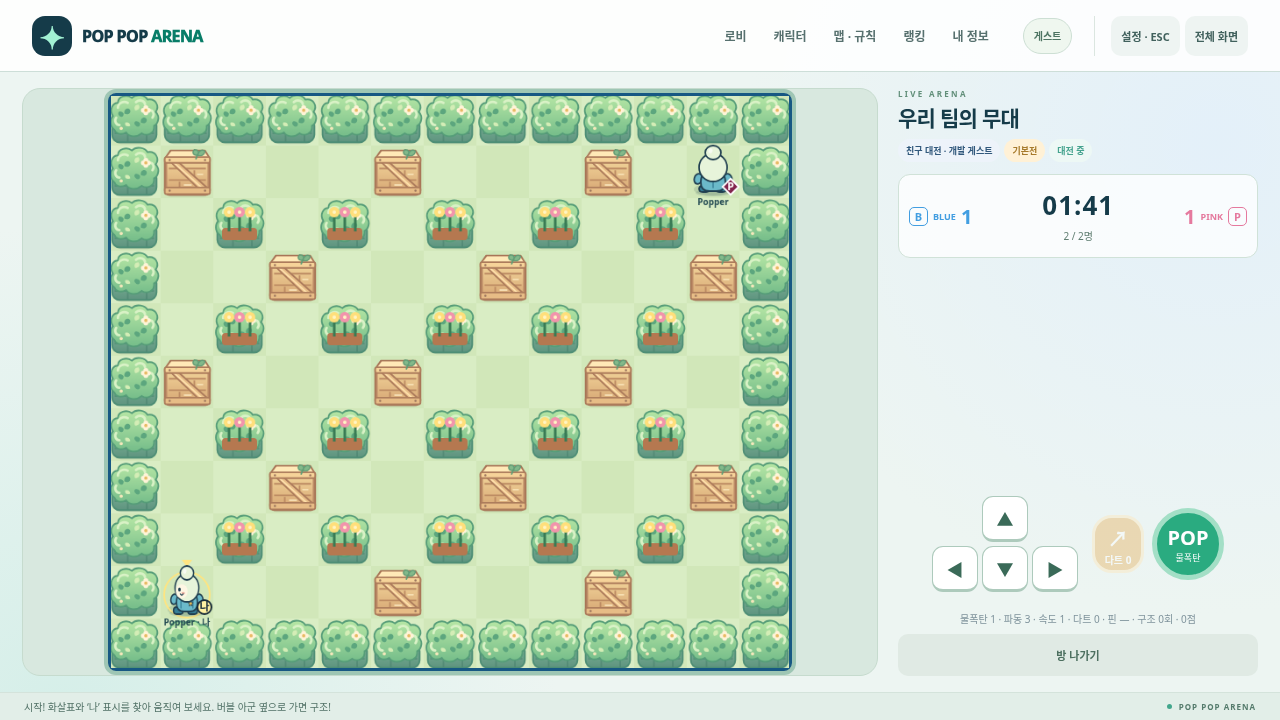 POP POP ARENA
로비
캐릭터
맵 · 규칙
랭킹
내 정보
게스트
설정 · ESC
전체 화면
P
Popper
나
Popper · 나
LIVE ARENA
우리 팀의 무대
친구 대전 · 개발 게스트
기본전
대전 중
B BLUE 1
01:41
1 PINK P
2 / 2명
다트 0
POP
물폭탄
물폭탄 1 · 파동 3 · 속도 1 · 다트 0 · 핀 — · 구조 0회 · 0점
방 나가기
시작! 화살표와 ‘나’ 표시를 찾아 움직여 보세요. 버블 아군 옆으로 가면 구조!
POP POP ARENA